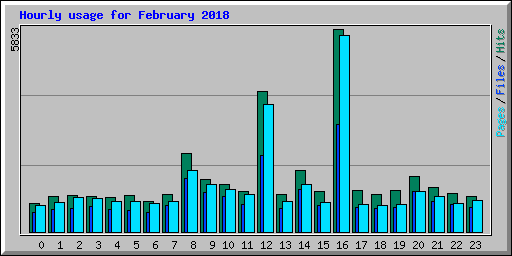 Hourly usage for February 2018
5833
Pages/Files/Hits
0 1 2 3 4 5 6 7 8 9 10 11 12 13 14 15 16 17 18 19 20 21 22 23